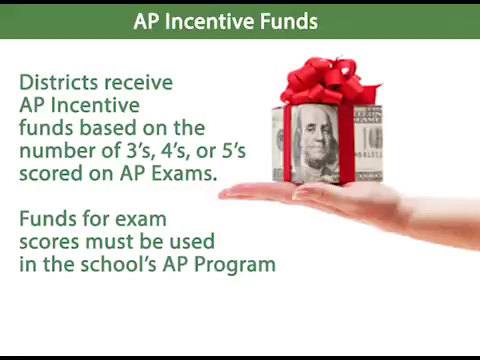 AP Incentive Funds
Districts receive
AP Incentive
funds based on the
number of 3's, 4's, or 5's
scored on AP Exams.
Funds for exam
scores must be used
in the school's AP Program